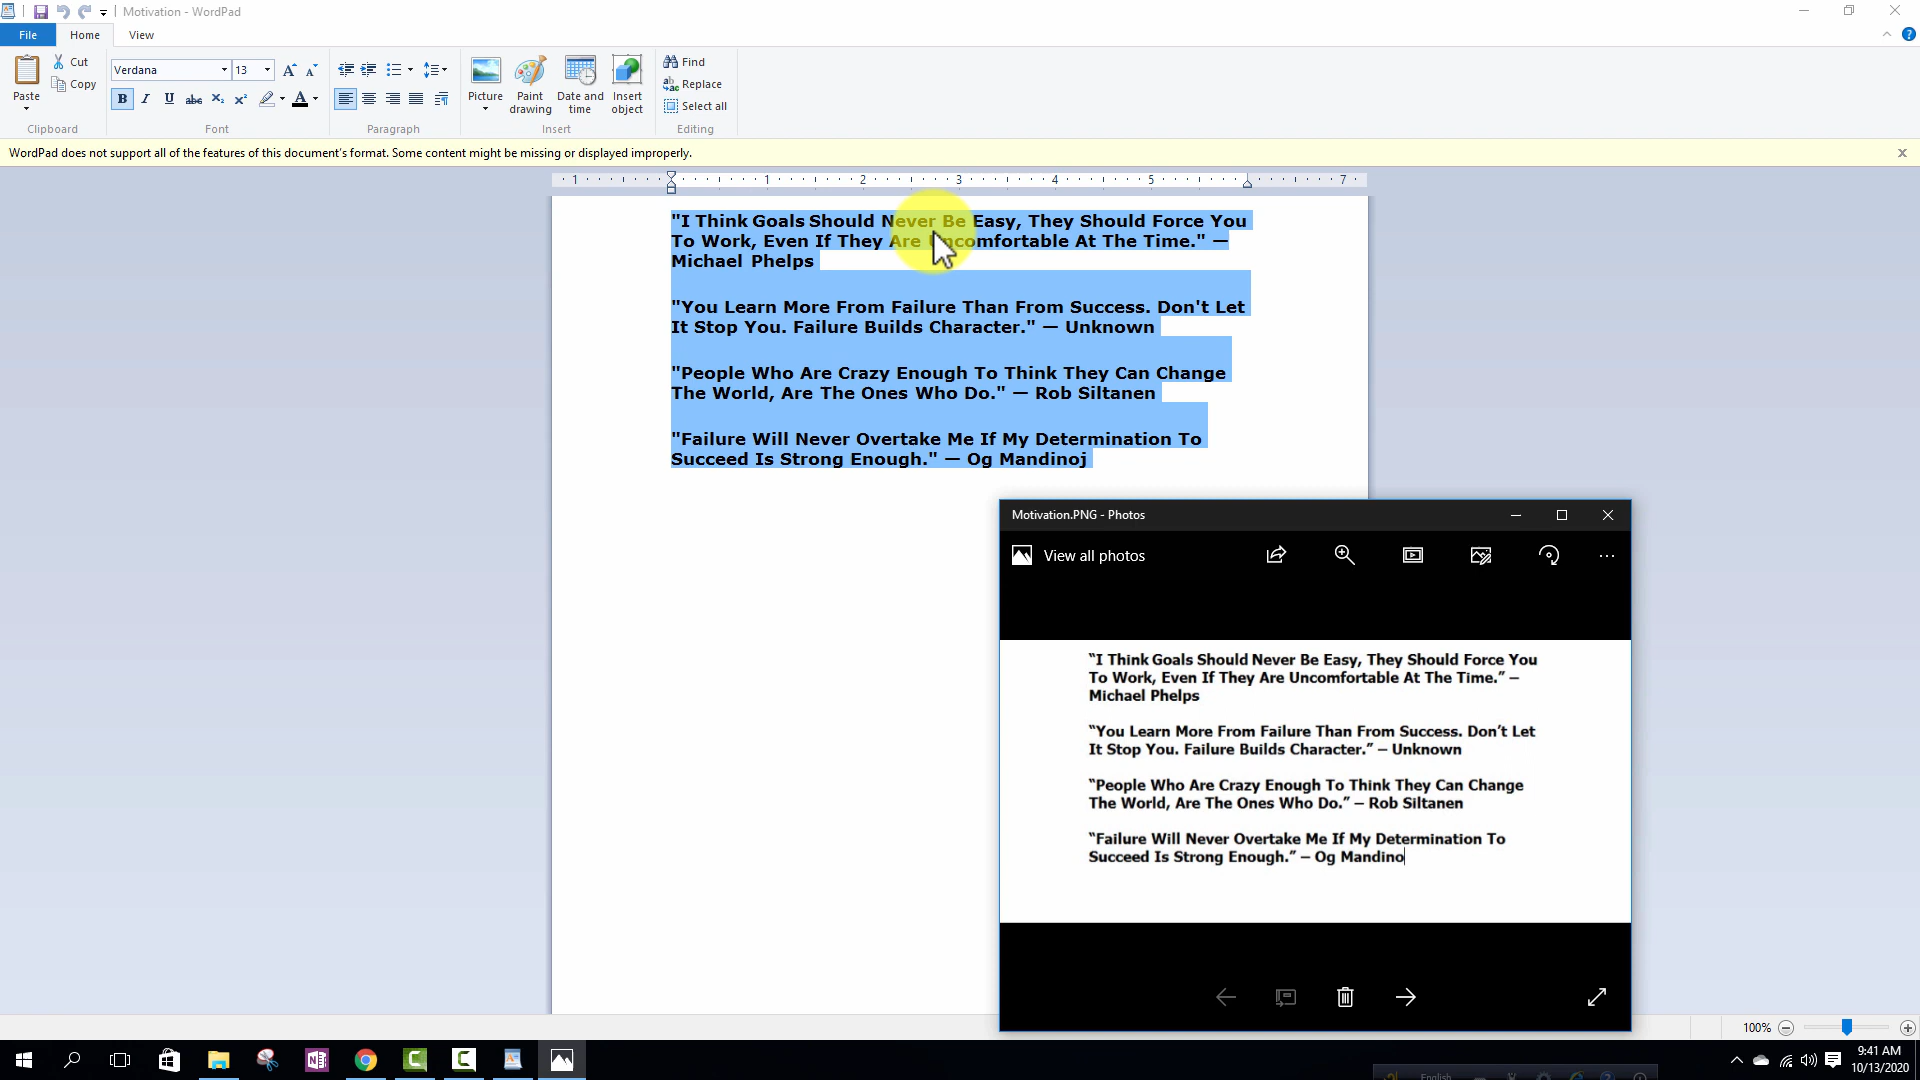 Motivation - WordPad
File
Home
View
Paste
Cut
Copy
Clipboard
Verdana
13
Font
Paragraph
Picture
Paint drawing
Date and time
Insert object
Insert
Find
Replace
Select all
Editing
WordPad does not support all of the features of this document's format. Some content might be missing or displayed improperly.
1 1 2 3 4 5 7
"I Think Goals Should Never Be Easy, They Should Force You
To Work, Even If They Are Uncomfortable At The Time." —
Michael Phelps
"You Learn More From Failure Than From Success. Don't Let
It Stop You. Failure Builds Character." — Unknown
"People Who Are Crazy Enough To Think They Can Change
The World, Are The Ones Who Do." — Rob Siltanen
"Failure Will Never Overtake Me If My Determination To
Succeed Is Strong Enough." — Og Mandinoj
Motivation.PNG - Photos
View all photos
“I Think Goals Should Never Be Easy, They Should Force You
To Work, Even If They Are Uncomfortable At The Time.” –
Michael Phelps
“You Learn More From Failure Than From Success. Don’t Let
It Stop You. Failure Builds Character.” – Unknown
“People Who Are Crazy Enough To Think They Can Change
The World, Are The Ones Who Do.” – Rob Siltanen
“Failure Will Never Overtake Me If My Determination To
Succeed Is Strong Enough.” – Og Mandino
100%
English
9:41 AM
10/13/2020